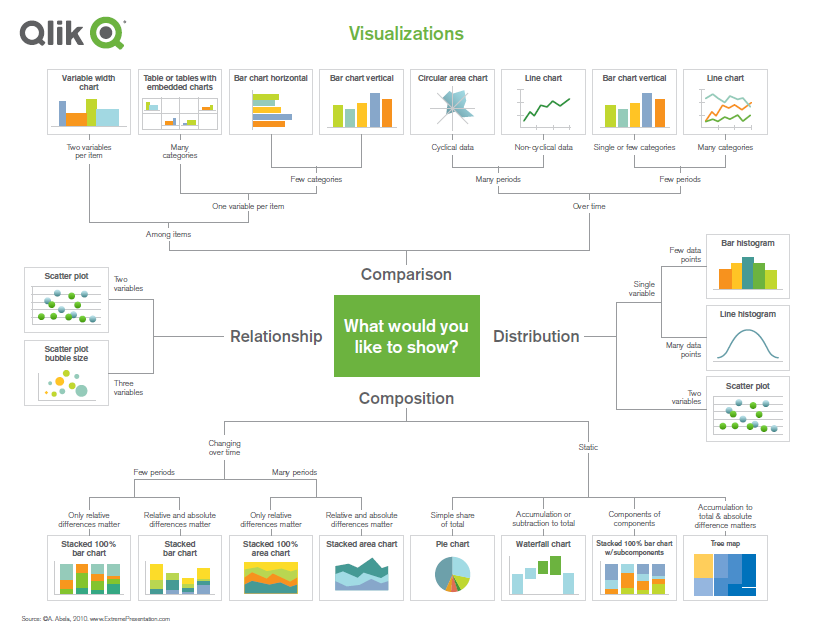 Qlik
Visualizations
Variable width
chart
Table or tables with
embedded charts
Bar chart horizontal
Bar chart vertical
Circular area chart
Line chart
Bar chart vertical
Line chart
Two variables
per item
Many
categories
Cyclical data
Non-cyclical data
Single or few categories
Many categories
Few categories
Many periods
Few periods
One variable per item
Over time
Among items
Comparison
Scatter plot
Two
variables
Scatter plot
bubble size
Three
variables
Relationship
What would you
like to show?
Distribution
Single
variable
Few data
points
Bar histogram
Many data
points
Line histogram
Two
variables
Scatter plot
Composition
Changing
over time
Static
Few periods
Many periods
Only relative
differences matter
Relative and absolute
differences matter
Only relative
differences matter
Relative and absolute
differences matter
Simple share
of total
Accumulation or
subtraction to total
Components of
components
Accumulation to
total & absolute
difference matters
Stacked 100%
bar chart
Stacked
bar chart
Stacked 100%
area chart
Stacked area chart
Pie chart
Waterfall chart
Stacked 100% bar chart
w/subcomponents
Tree map
Source: ©A. Abela, 2010. www.ExtremePresentation.com